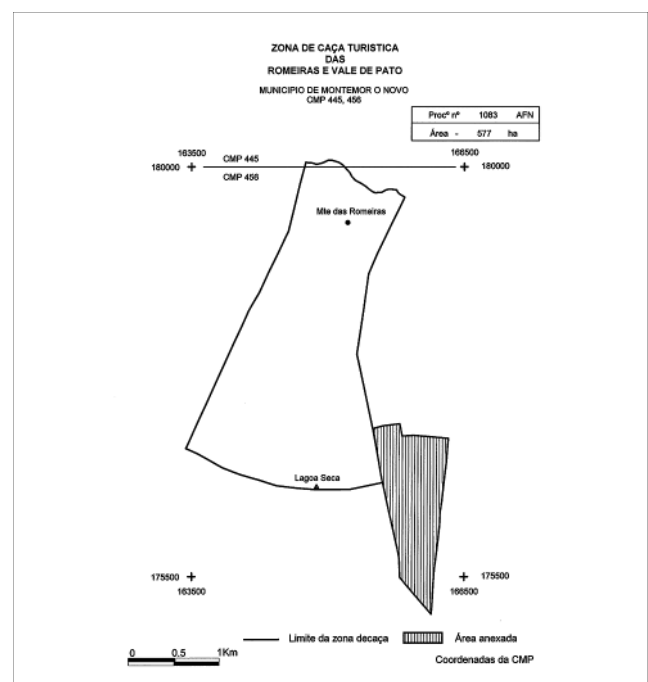 ZONA DE CAÇA TURISTICA
DAS
ROMEIRAS E VALE DE PATO
MUNICIPIO DE MONTEMOR O NOVO
CMP 445, 456
Procº nº 1083 AFN
Área - 577 ha
163500
166500
180000
CMP 445
180000
CMP 456
Mte das Romeiras
Lagoa Seca
175500
175500
163500
166500
Limite da zona decaça
Área anexada
0 0.5 1Km
Coordenadas da CMP